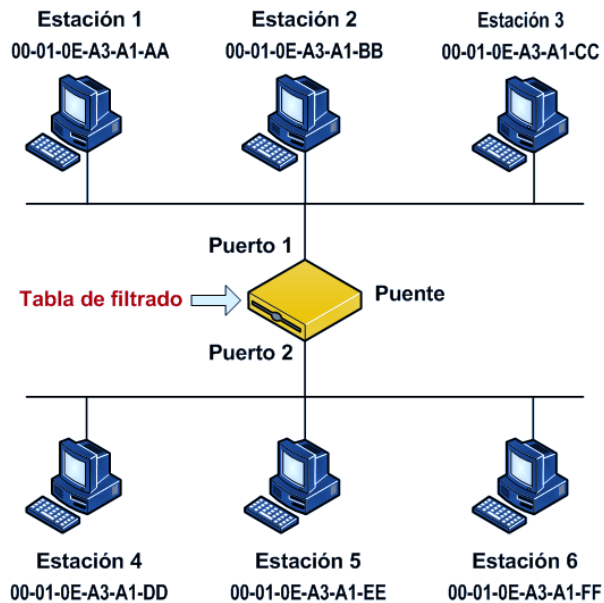 Estación 1
Estación 2
Estación 3
00-01-0E-A3-A1-AA
00-01-0E-A3-A1-BB
00-01-0E-A3-A1-CC
Puerto 1
Tabla de filtrado
Puente
Puerto 2
Estación 4
Estación 5
Estación 6
00-01-0E-A3-A1-DD
00-01-0E-A3-A1-EE
00-01-0E-A3-A1-FF